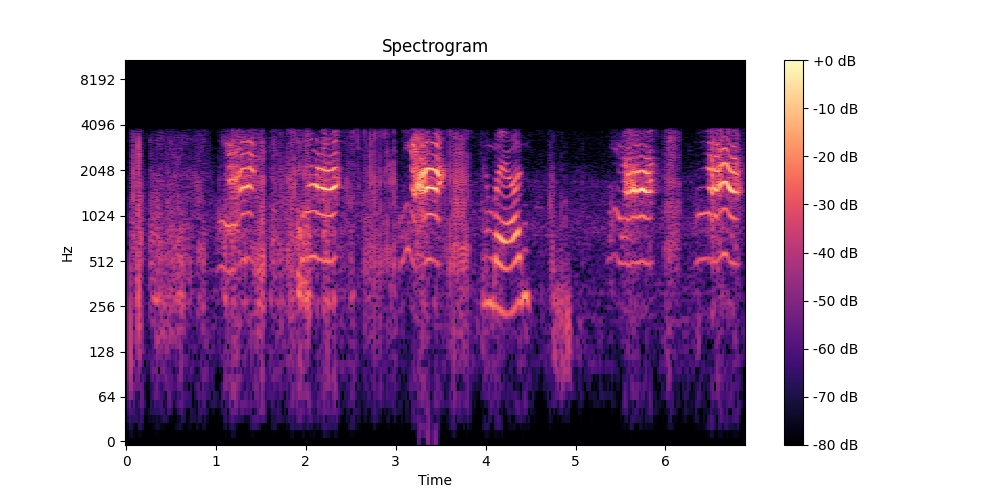 Spectrogram
8192
4096
2048
1024
512
256
128
64
0
Hz
0 1 2 3 4 5 6
Time
+0 dB
-10 dB
-20 dB
-30 dB
-40 dB
-50 dB
-60 dB
-70 dB
-80 dB